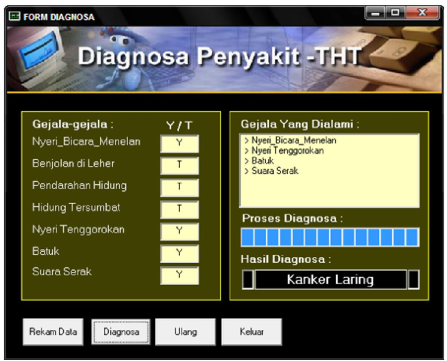 FORM DIAGNOSA
Diagnosa Penyakit -THT
Gejala-gejala : Y / T
Nyeri_Bicara_Menelan Y
Benjolan di Leher T
Pendarahan Hidung T
Hidung Tersumbat T
Nyeri Tenggorokan Y
Batuk Y
Suara Serak Y
Gejala Yang Dialami :
> Nyeri_Bicara_Menelan
> Nyeri Tenggorokan
> Batuk
> Suara Serak
Proses Diagnosa :
Hasil Diagnosa :
Kanker Laring
Rekam Data Diagnosa Ulang Keluar